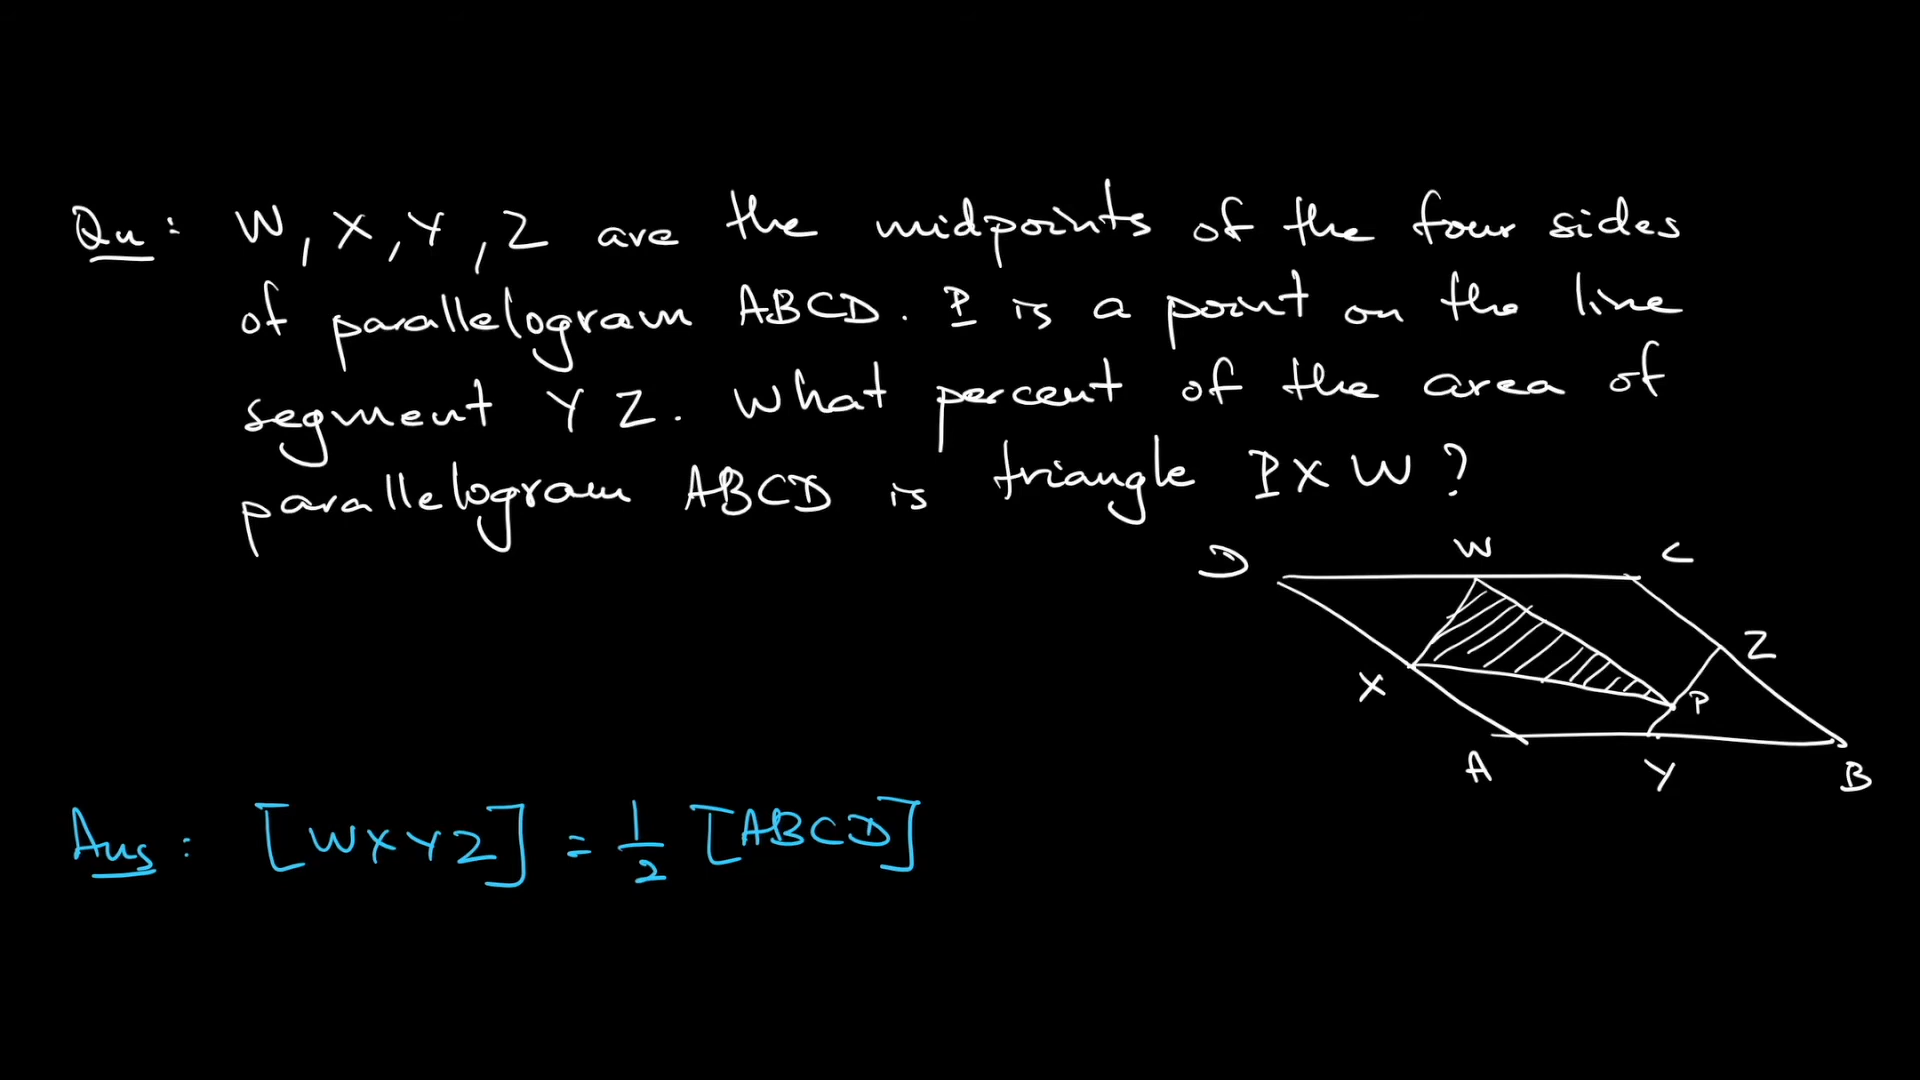 Qu: W, X, Y, Z are the midpoints of the four sides
of parallelogram ABCD. P is a point on the line
segment YZ. What percent of the area of
parallelogram ABCD is triangle PXW?
D W C
Z
X P
A Y B
Ans: [WXYZ] = 1/2 [ABCD]